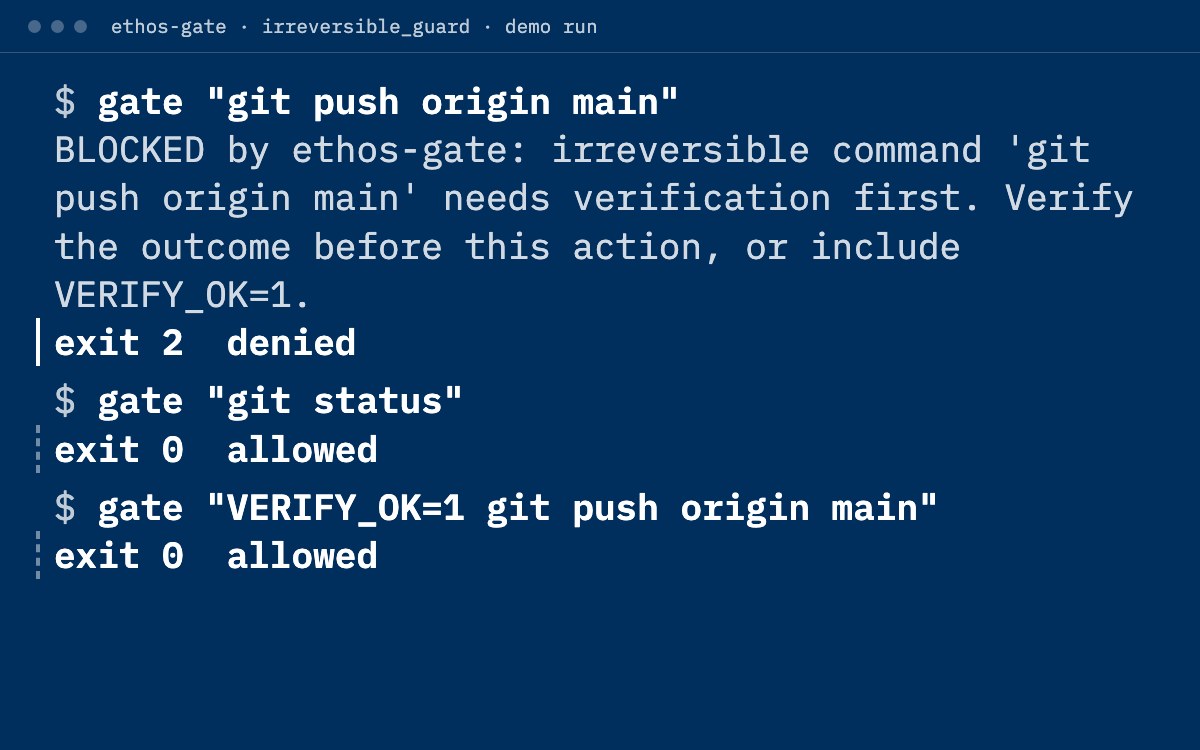 ethos-gate · irreversible_guard · demo run
$ gate "git push origin main"
BLOCKED by ethos-gate: irreversible command 'git
push origin main' needs verification first. Verify
the outcome before this action, or include
VERIFY_OK=1.
exit 2  denied
$ gate "git status"
exit 0  allowed
$ gate "VERIFY_OK=1 git push origin main"
exit 0  allowed